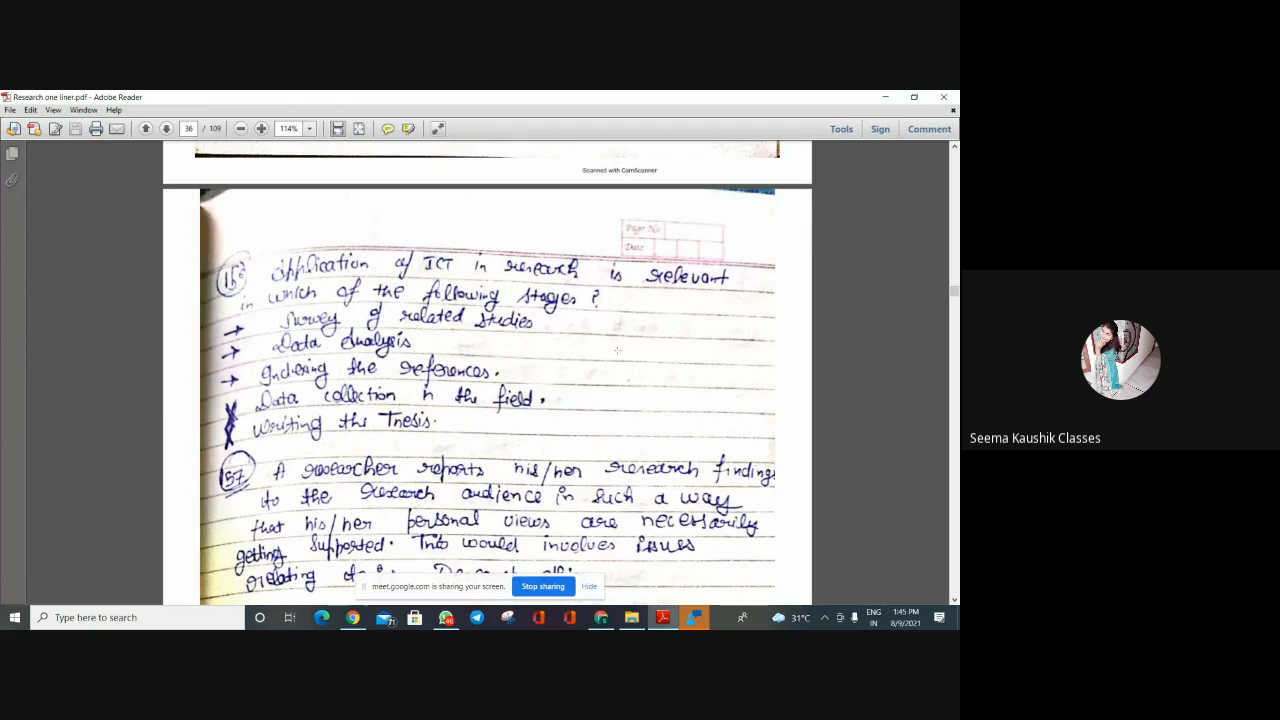 Research one liner.pdf - Adobe Reader
File Edit View Window Help
36 / 109 114% Tools Sign Comment
Scanned with CamScanner
Page No
Date
Application of ICT in research is relevant
in which of the following stages ?
→ Survey of related studies
→ Data Analysis
→ Indexing the references.
Data collection in the field.
Writing the Thesis.
57 A researcher reports his/her research findings
to the research audience in such a way
that his/her personal views are necessarily
getting supported. This would involves issues
relating
meet.google.com is sharing your screen. Stop sharing Hide
Seema Kaushik Classes
Type here to search
71
46
31°C
ENG
IN
1:45 PM
8/9/2021